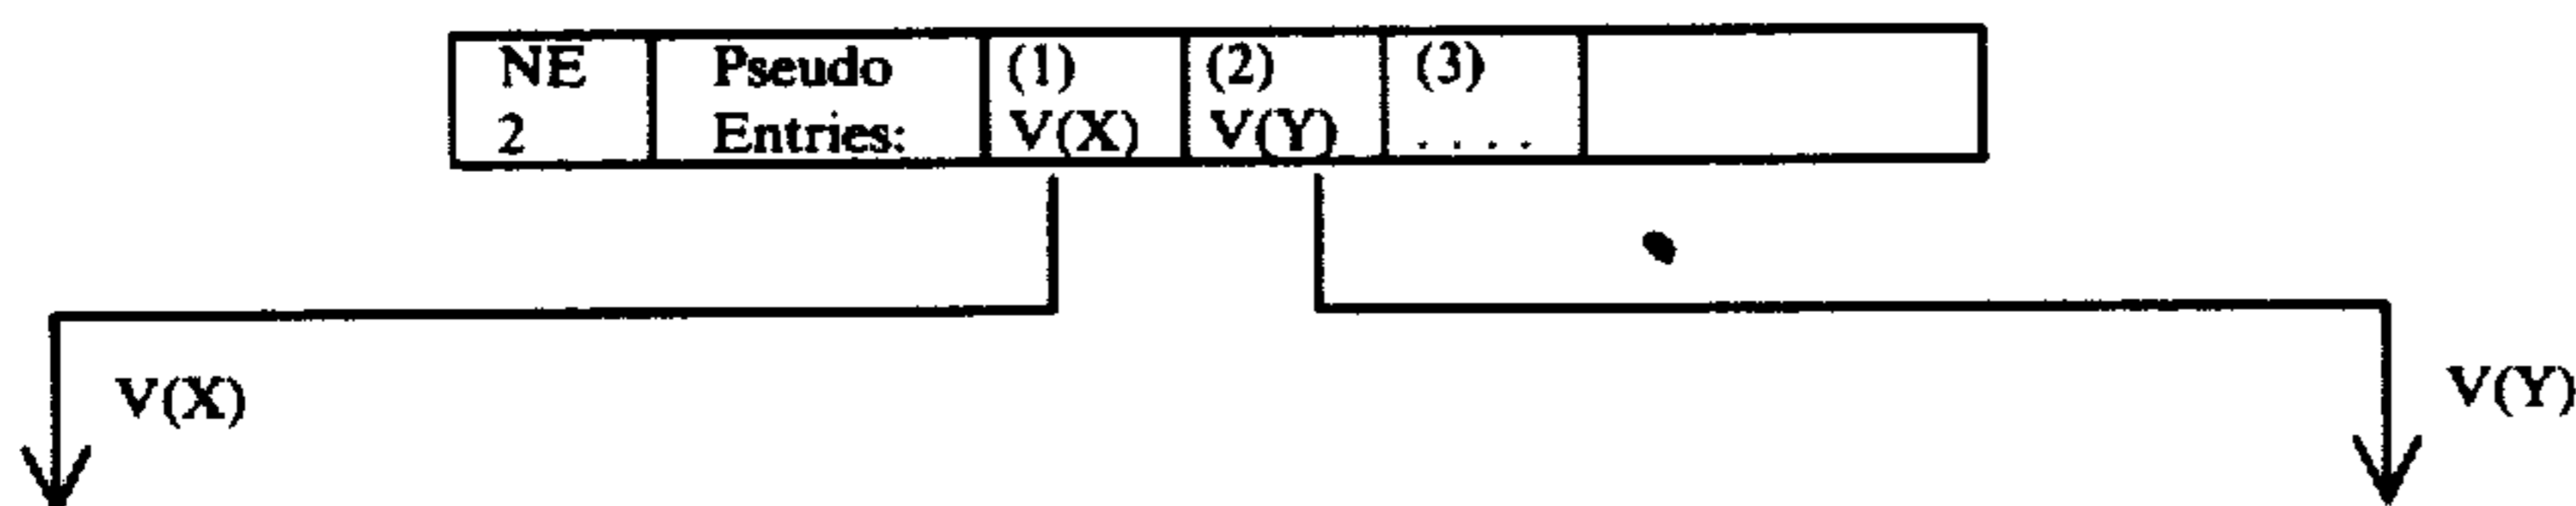 NE Pseudo (1) (2) (3)
2 Entries: V(X) V(Y) . . . .
V(X) V(Y)